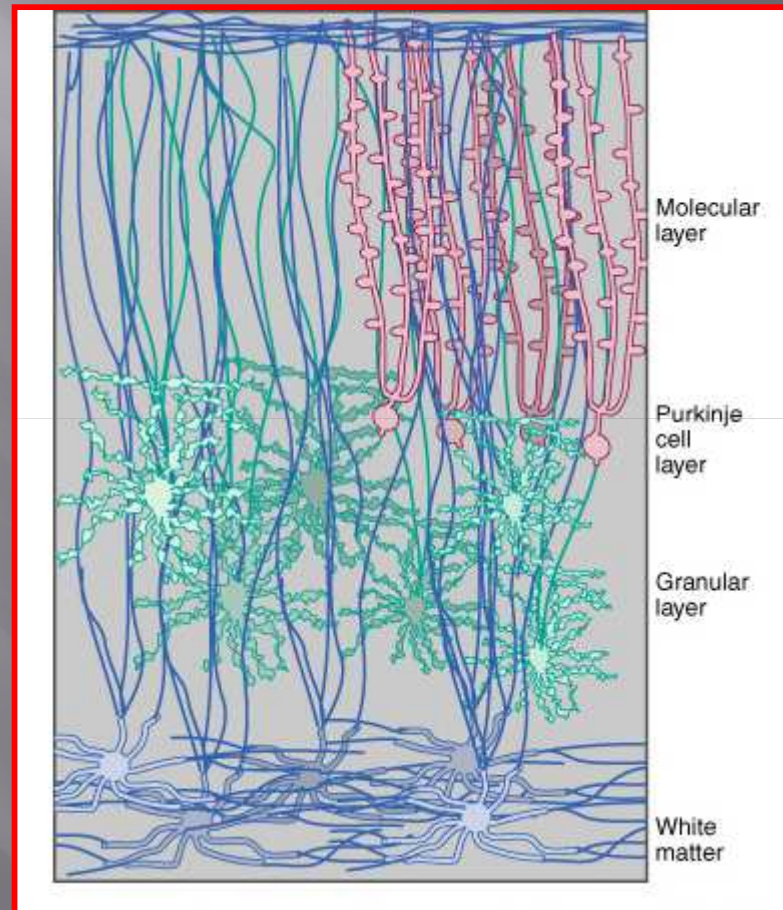 Molecular
layer
Purkinje
cell
layer
Granular
layer
White
matter